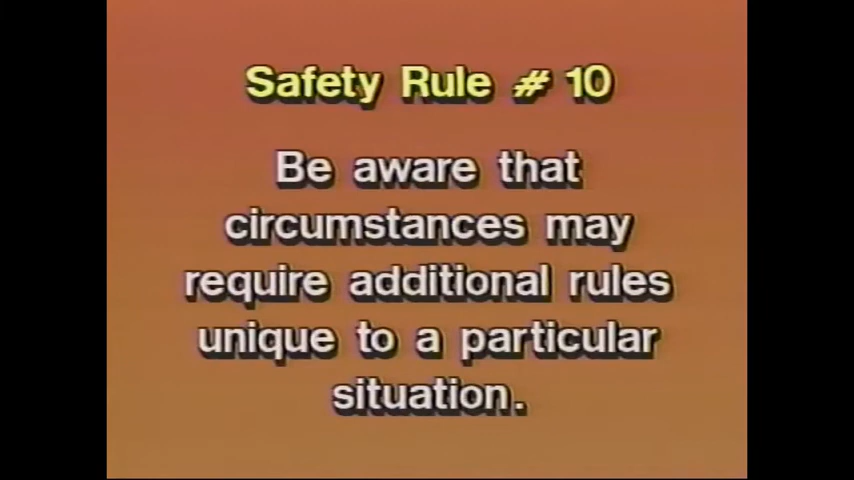 Safety Rule # 10
Be aware that
circumstances may
require additional rules
unique to a particular
situation.